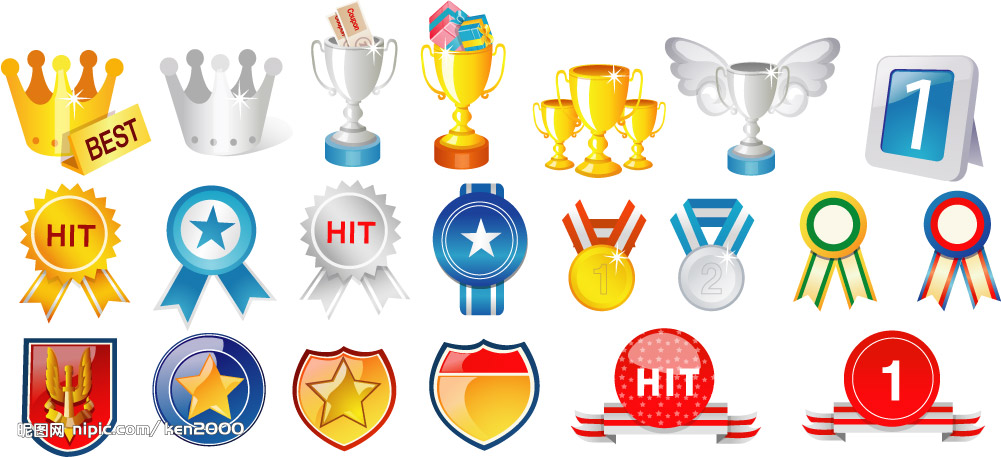 Coupon
BEST
1
HIT
HIT
1
2
HIT
1
昵图网 nipic.com/ken2000